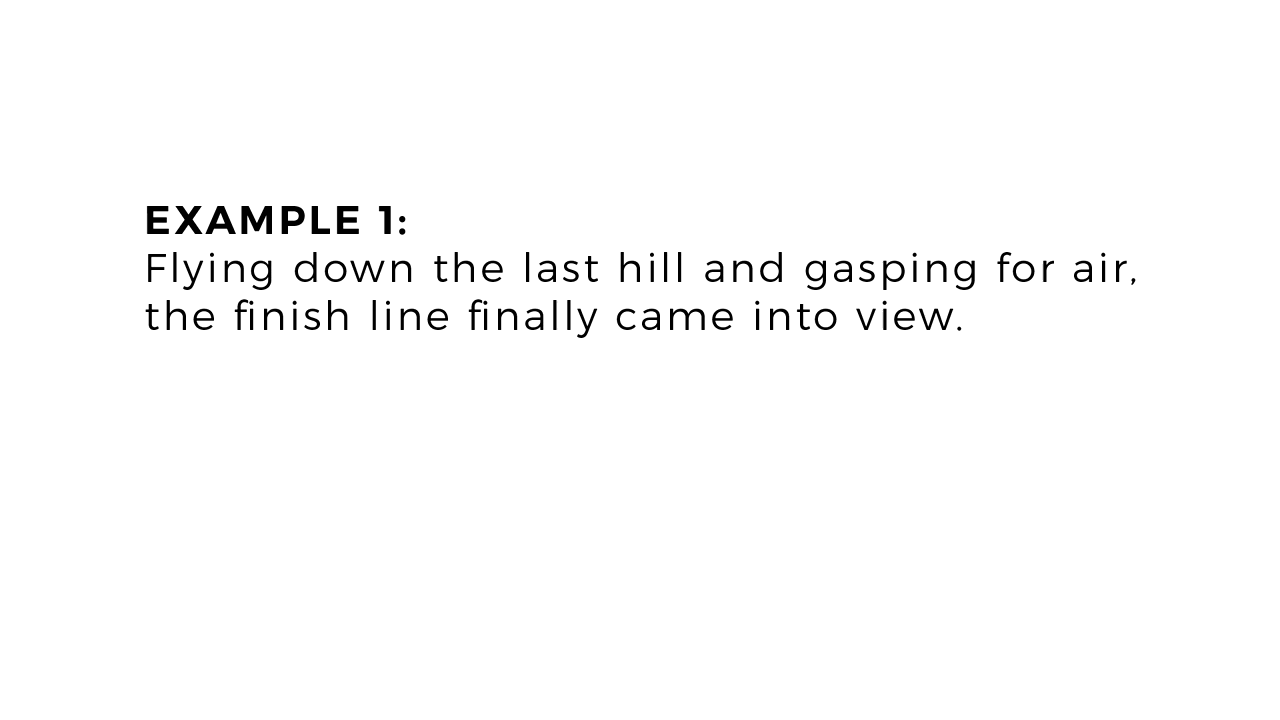 EXAMPLE 1:
Flying down the last hill and gasping for air,
the finish line finally came into view.